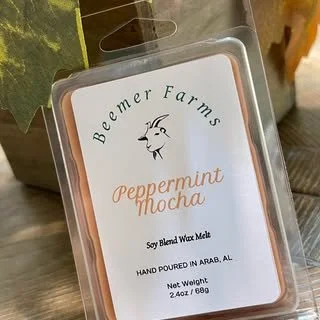 Beemer Farms
Peppermint
Mocha
Soy Blend Wax Melt
HAND POURED IN ARAB, AL
Net Weight
2.4oz / 68g